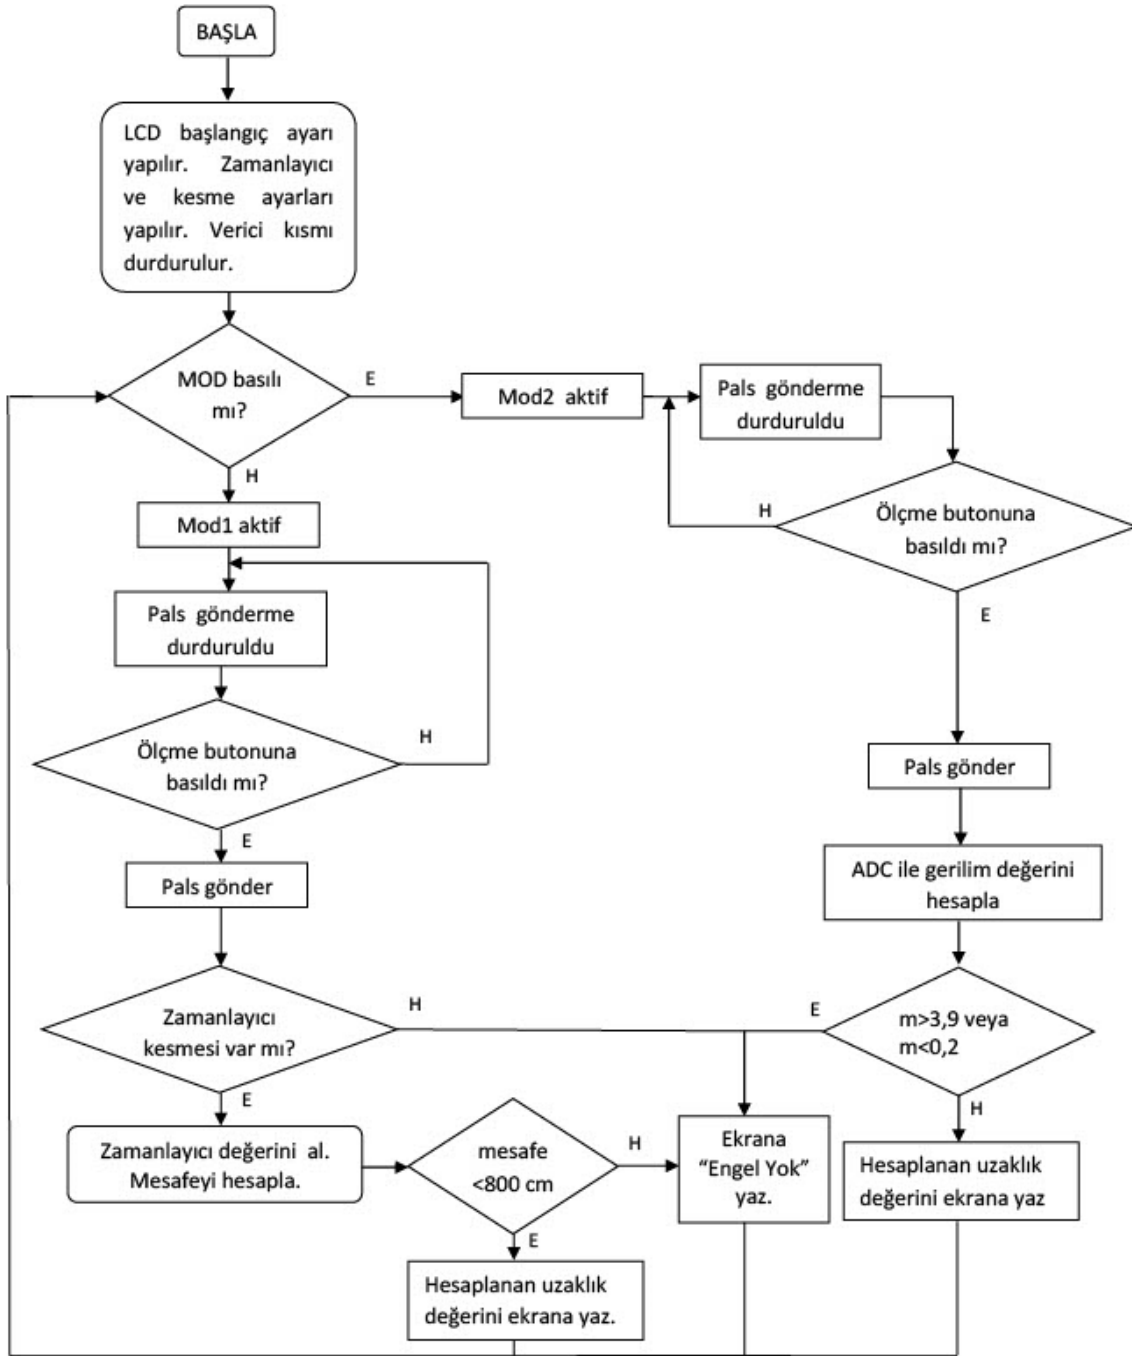 BAŞLA
LCD başlangıç ayarı
yapılır. Zamanlayıcı
ve kesme ayarları
yapılır. Verici kısmı
durdurulur.
MOD basılı
mı?
E
H
Mod2 aktif
Pals gönderme
durduruldu
Ölçme butonuna
basıldı mı?
H
E
Mod1 aktif
Pals gönderme
durduruldu
Ölçme butonuna
basıldı mı?
H
E
Pals gönder
Pals gönder
ADC ile gerilim değerini
hesapla
Zamanlayıcı
kesmesi var mı?
H
E
m>3,9 veya
m<0,2
E
H
Zamanlayıcı değerini al.
Mesafeyi hesapla.
mesafe
<800 cm
H
E
Ekrana
“Engel Yok”
yaz.
Hesaplanan uzaklık
değerini ekrana yaz
Hesaplanan uzaklık
değerini ekrana yaz.